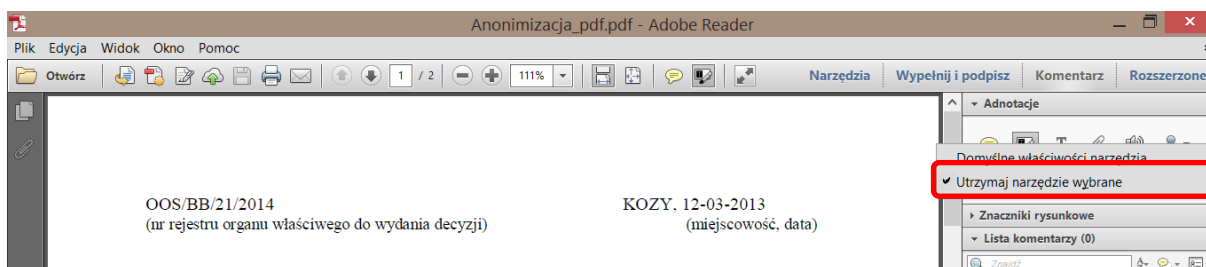 Anonimizacja_pdf.pdf - Adobe Reader
Plik Edycja Widok Okno Pomoc
Otwórz 1 / 2 111% Narzędzia Wypełnij i podpisz Komentarz Rozszerzone
Adnotacje
Domyślne właściwości narzędzia
Utrzymaj narzędzie wybrane
OOS/BB/21/2014 KOZY, 12-03-2013
(nr rejestru organu właściwego do wydania decyzji) (miejscowość, data)
Znaczniki rysunkowe
Lista komentarzy (0)
Znajdź